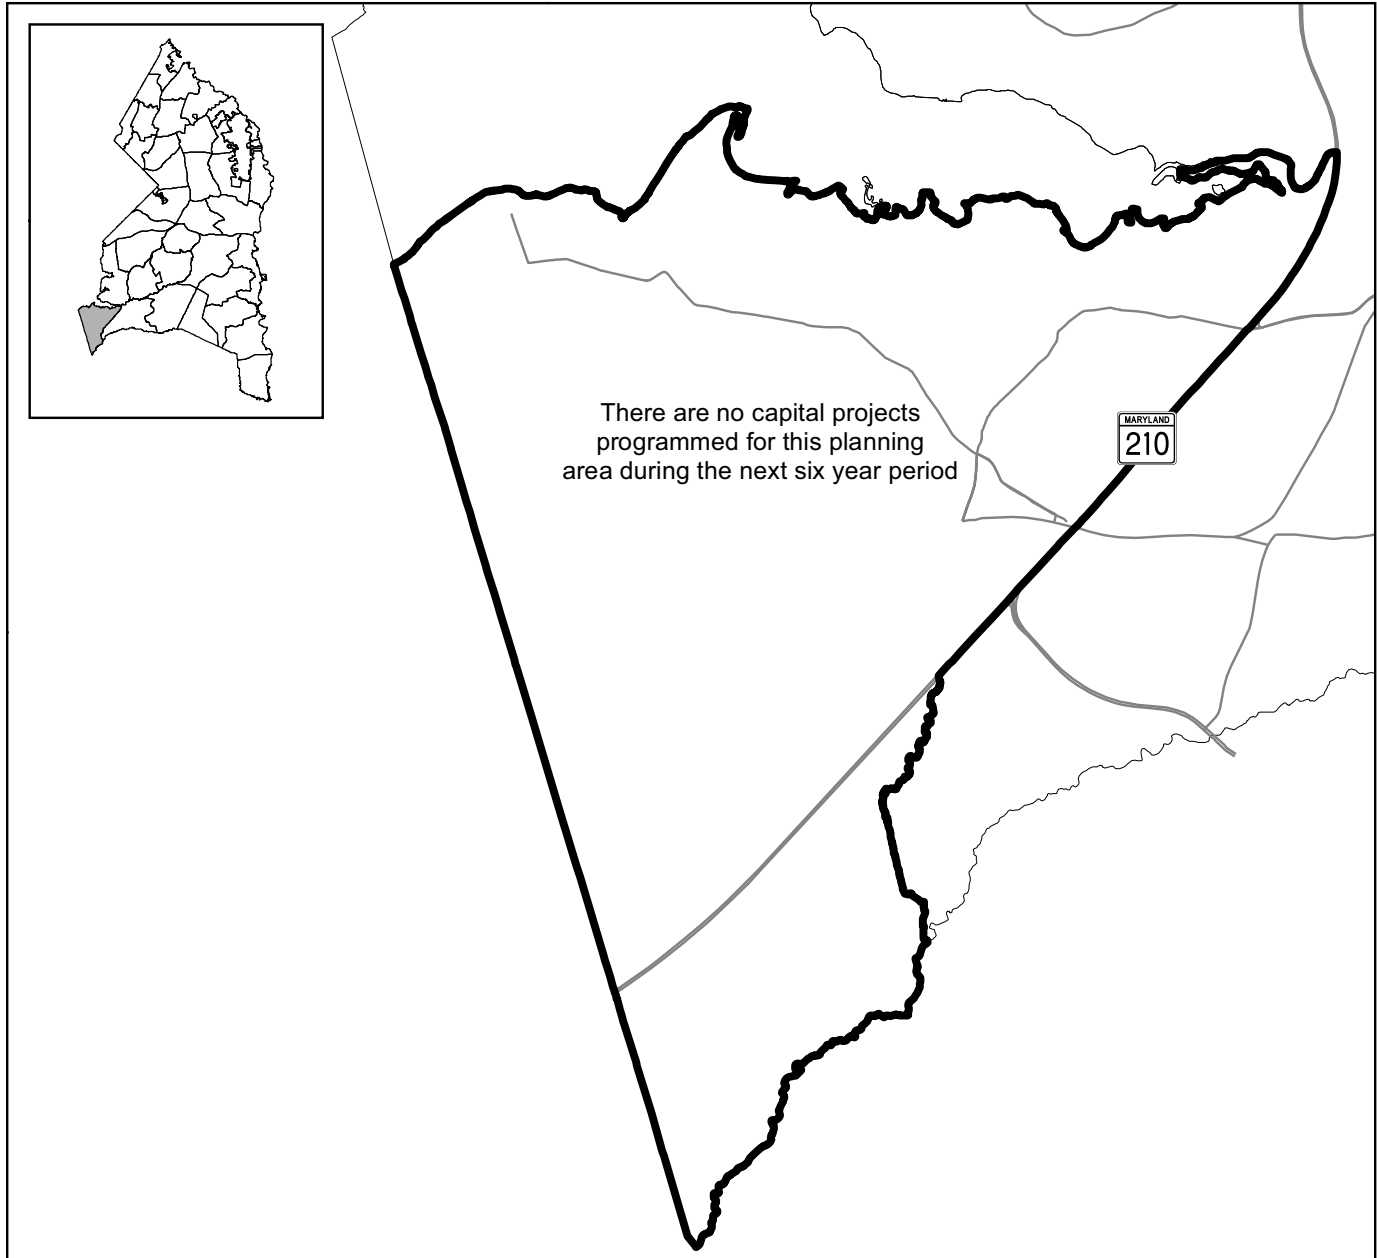 There are no capital projects
programmed for this planning
area during the next six year period
MARYLAND
210